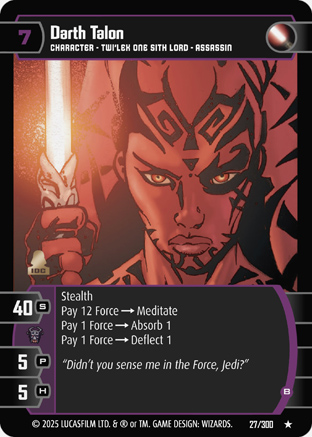 7
Darth Talon
CHARACTER - TWI'LEK ONE SITH LORD - ASSASSIN
IDC
40 S
5 P
5 H
Stealth
Pay 12 Force → Meditate
Pay 1 Force → Absorb 1
Pay 1 Force → Deflect 1
"Didn't you sense me in the Force, Jedi?"
B
© 2025 LUCASFILM LTD. & ® or TM. GAME DESIGN: WIZARDS. 27/300 ★